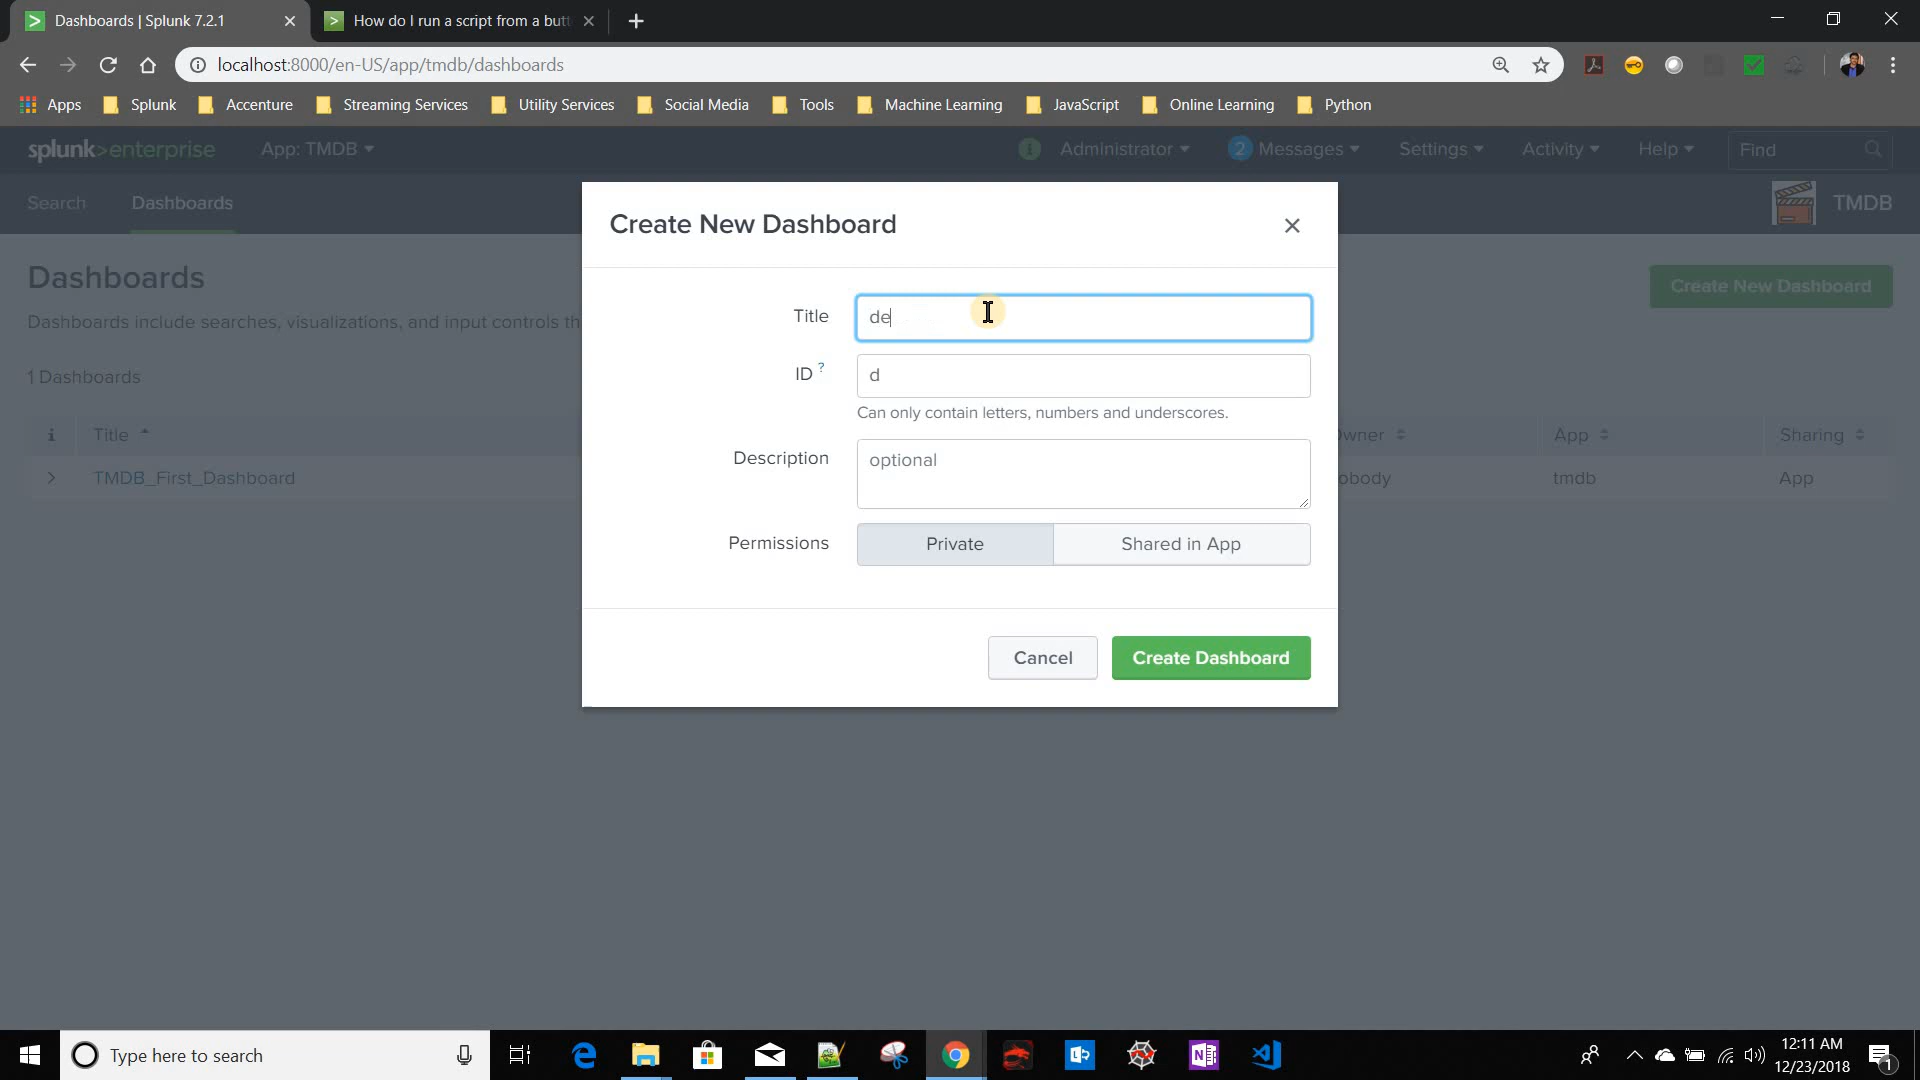 Dashboards | Splunk 7.2.1
How do I run a script from a butt
localhost:8000/en-US/app/tmdb/dashboards
Apps Splunk Accenture Streaming Services Utility Services Social Media Tools Machine Learning JavaScript Online Learning Python
splunk>enterprise App: TMDB i Administrator 2 Messages Settings Activity Help Find
Search Dashboards TMDB
Create New Dashboard
Dashboards
Create New Dashboard
Dashboards include searches, visualizations, and input controls th
1 Dashboards
i Title Owner App Sharing
TMDB_First_Dashboard obody tmdb App
Title de
ID ? d
Can only contain letters, numbers and underscores.
Description optional
Permissions Private Shared in App
Cancel Create Dashboard
Type here to search
12:11 AM
12/23/2018
1